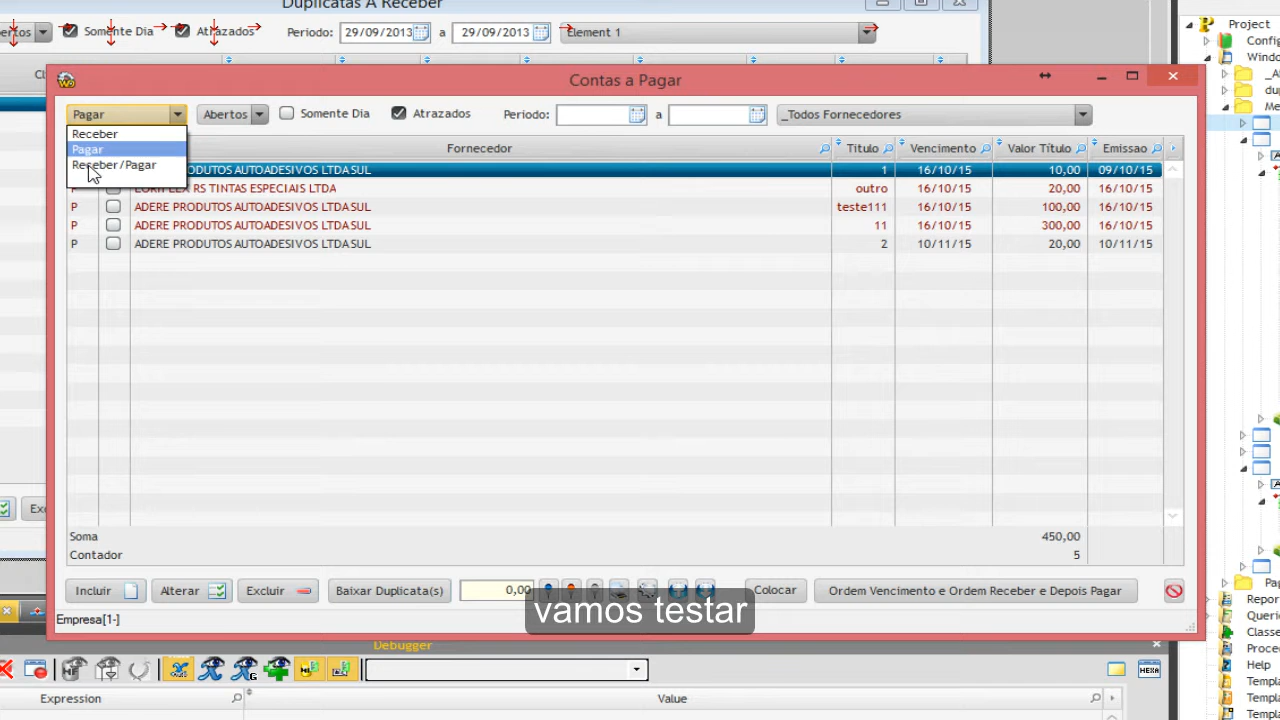 Duplicatas A Receber
Somente Dia
Atrazados
Periodo:
29/09/2013
a
29/09/2013
Element 1
Project
Config
Windo
Contas a Pagar
Pagar
Abertos
Somente Dia
Atrazados
Periodo:
a
_Todos Fornecedores
Receber
Pagar
Receber/Pagar
Fornecedor
Titulo
Vencimento
Valor Título
Emissao
PRODUTOS AUTOADESIVOS LTDA SUL
1
16/10/15
10,00
09/10/15
RS TINTAS ESPECIAIS LTDA
outro
16/10/15
20,00
16/10/15
P
ADERE PRODUTOS AUTOADESIVOS LTDA SUL
teste111
16/10/15
100,00
16/10/15
P
ADERE PRODUTOS AUTOADESIVOS LTDA SUL
11
16/10/15
300,00
16/10/15
P
ADERE PRODUTOS AUTOADESIVOS LTDA SUL
2
10/11/15
20,00
10/11/15
Soma
450,00
Contador
5
Incluir
Alterar
Excluir
Baixar Duplicata(s)
0,00
Colocar
Ordem Vencimento e Ordem Receber e Depois Pagar
vamos testar
Empresa[1-]
Debugger
HEXA
Expression
Value
Repor
Queri
Classe
Proce
Help
Templ
Templ
Templ